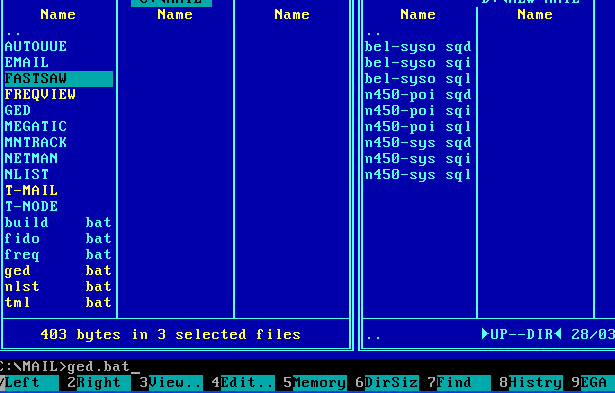 C:\MAIL
Name Name Name
..
AUTOUUE
EMAIL
FASTSAW
FREQVIEW
GED
MEGATIC
MNTRACK
NETMAN
NLIST
T-MAIL
T-NODE
build bat
fido bat
freq bat
ged bat
nlst bat
tml bat
403 bytes in 3 selected files
D:\NEW-MAIL
Name Name
..
bel-syso sqd
bel-syso sqi
bel-syso sql
n450-poi sqd
n450-poi sqi
n450-poi sql
n450-sys sqd
n450-sys sqi
n450-sys sql
.. ►UP--DIR◄ 28/03
C:\MAIL>ged.bat_
1Left 2Right 3View.. 4Edit.. 5Memory 6DirSiz 7Find 8Histry 9EGA